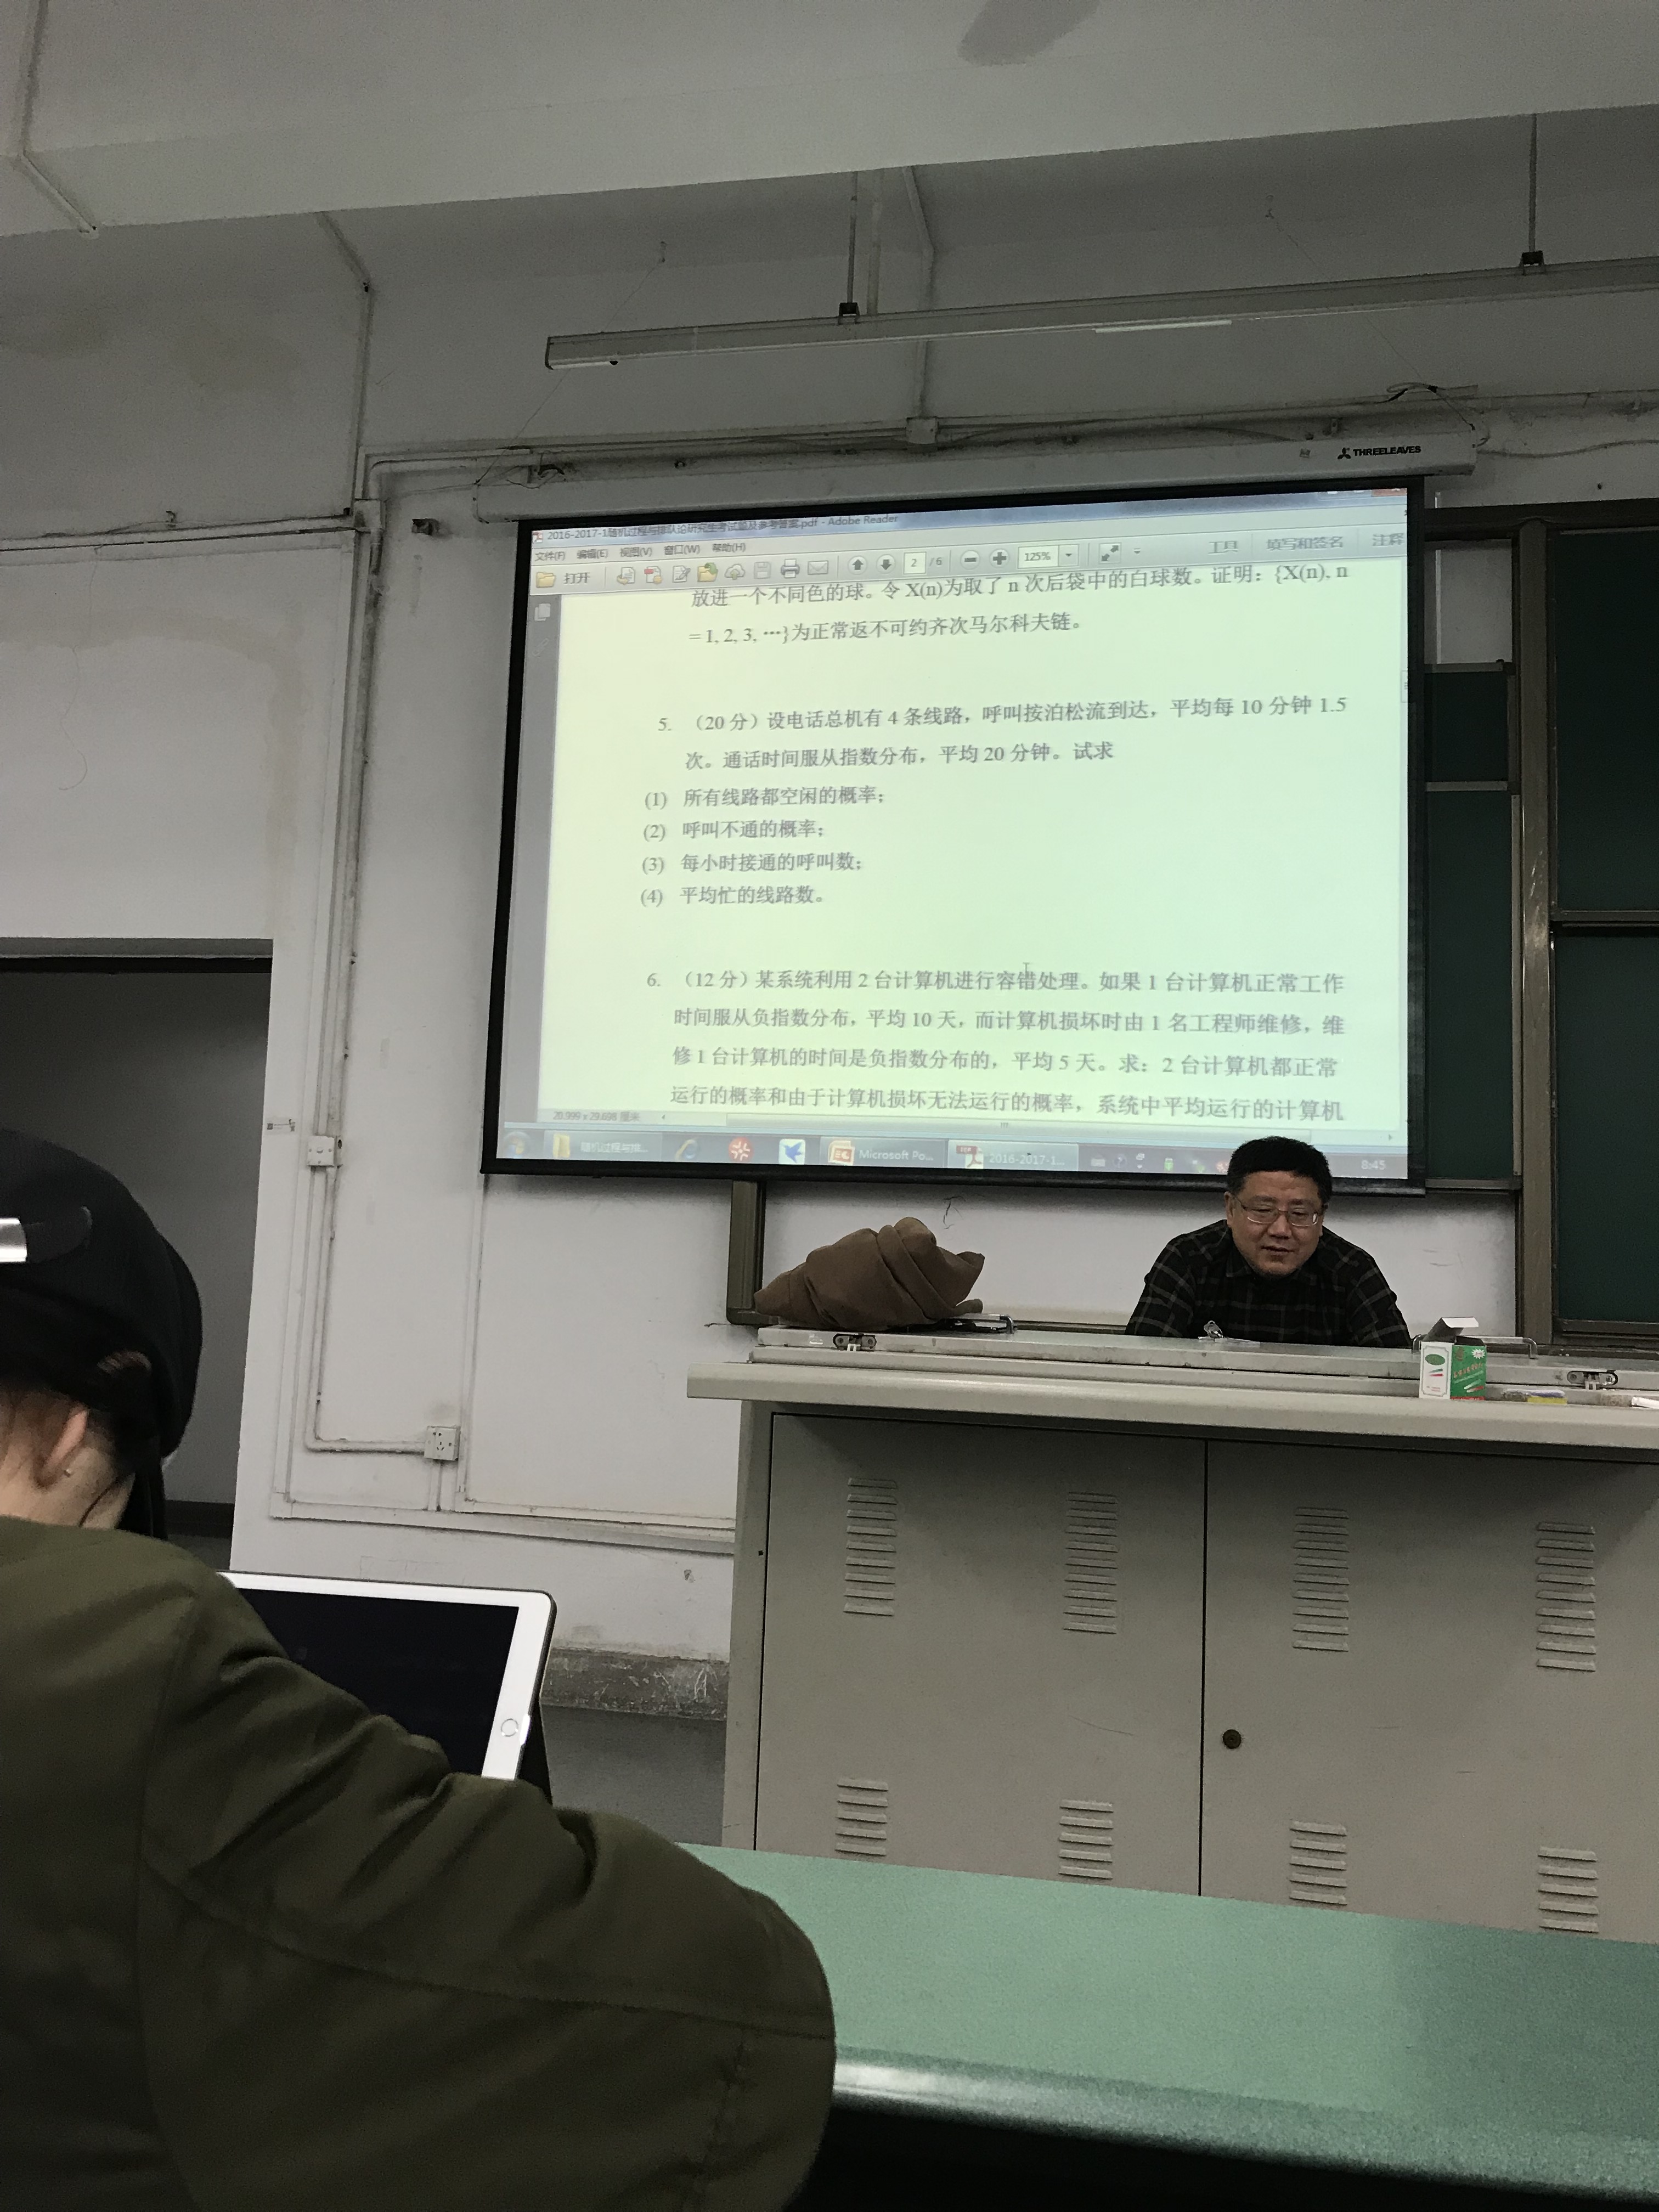 THREELEAVES
2016-2017-1随机过程与排队论研究生考试题及参考答案.pdf - Adobe Reader
文件(F) 编辑(E) 视图(V) 窗口(W) 帮助(H)
打开 2 / 6 125% 工具 填写和签名 注释
放进一个不同色的球。令 X(n)为取了 n 次后袋中的白球数。证明：{X(n), n
= 1, 2, 3, ···}为正常返不可约齐次马尔科夫链。
5. （20 分）设电话总机有 4 条线路，呼叫按泊松流到达，平均每 10 分钟 1.5
次。通话时间服从指数分布，平均 20 分钟。试求
(1) 所有线路都空闲的概率；
(2) 呼叫不通的概率；
(3) 每小时接通的呼叫数；
(4) 平均忙的线路数。
6. （12 分）某系统利用 2 台计算机进行容错处理。如果 1 台计算机正常工作
时间服从负指数分布，平均 10 天，而计算机损坏时由 1 名工程师维修，维
修 1 台计算机的时间是负指数分布的，平均 5 天。求：2 台计算机都正常
运行的概率和由于计算机损坏无法运行的概率，系统中平均运行的计算机
20.999 x 29.698 厘米
随机过程与排... Microsoft Po... 2016-2017-1... 8:45